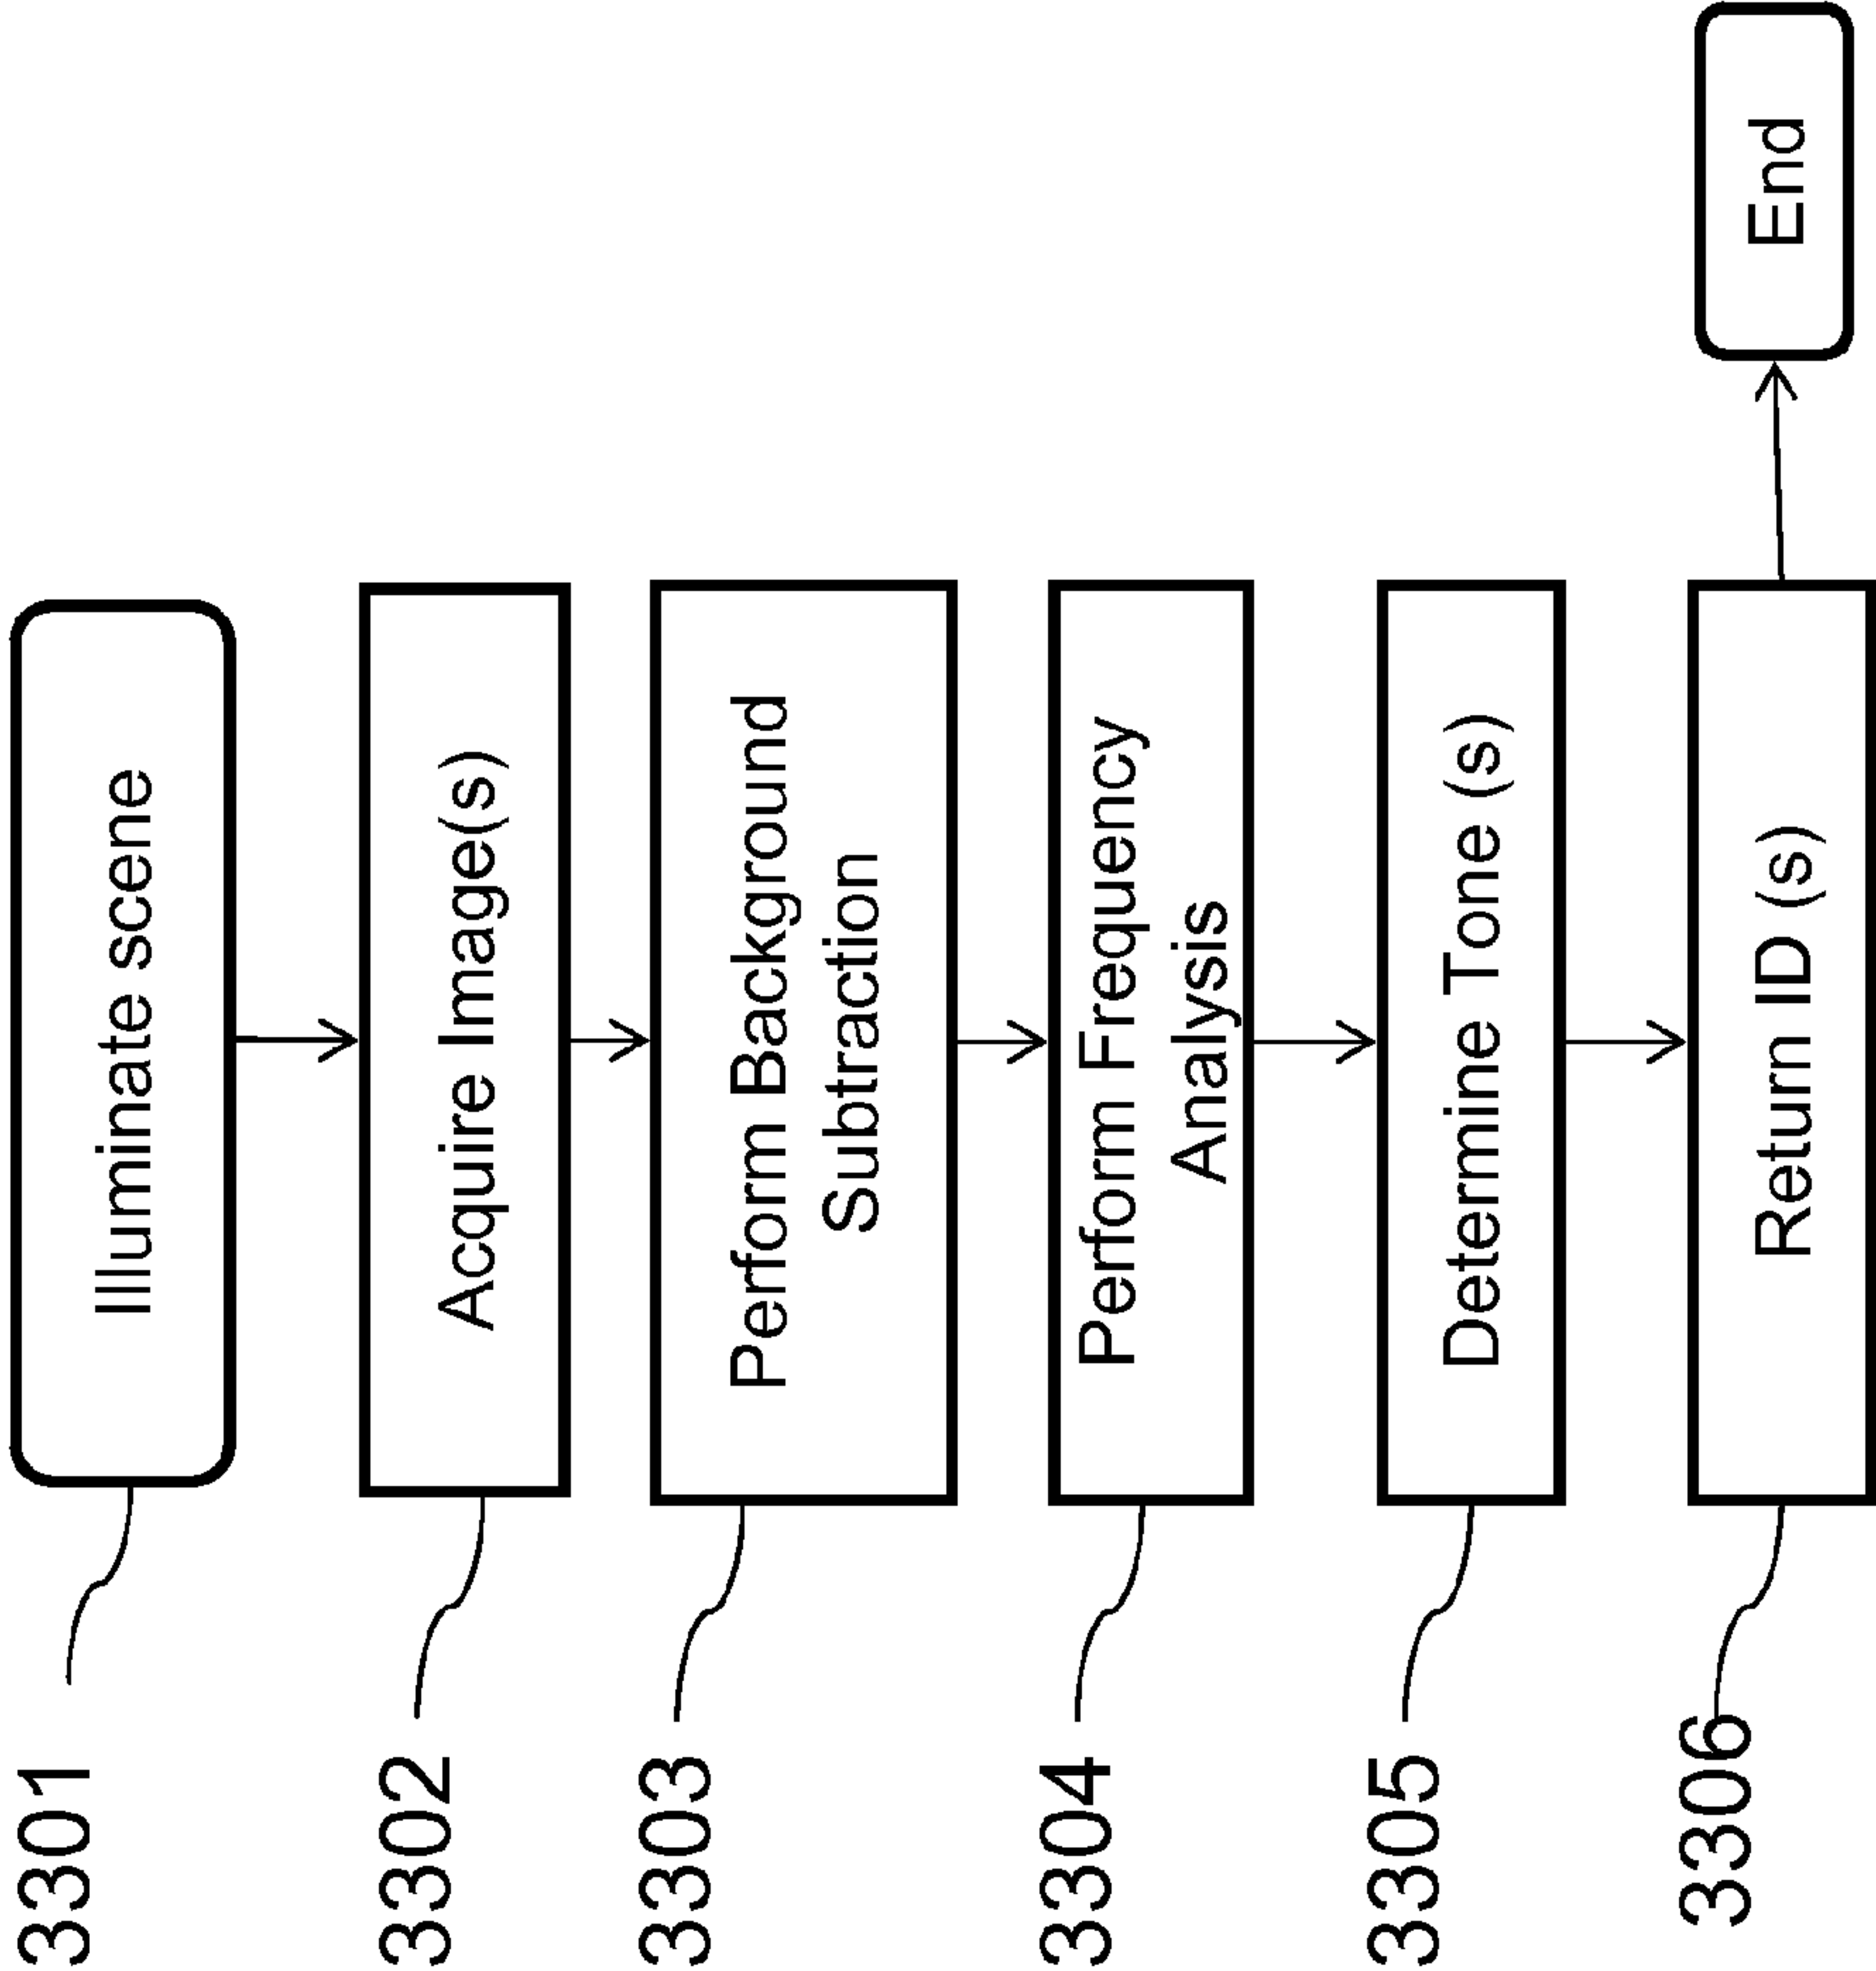 3301
Illuminate scene
3302
Acquire Image(s)
3303
Perform Background
Subtraction
3304
Perform Frequency
Analysis
3305
Determine Tone (s)
3306
Return ID (s)
End